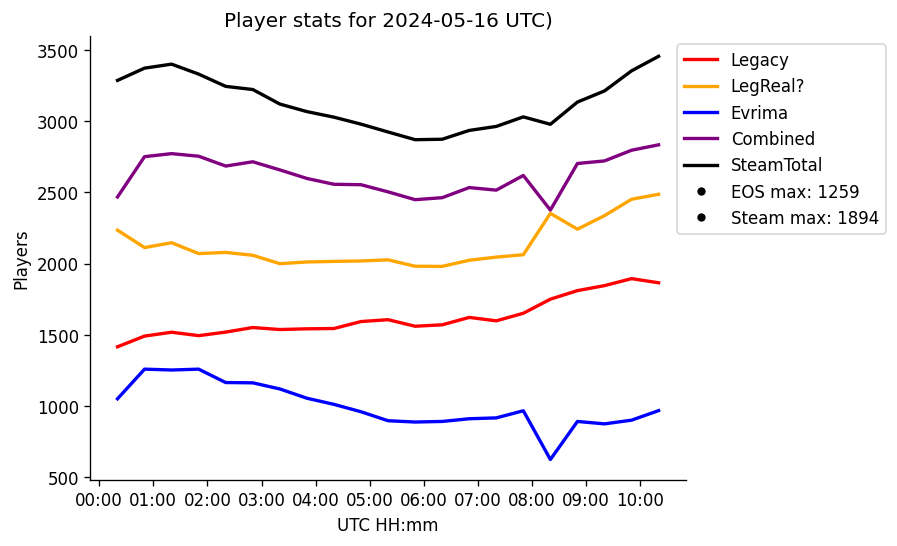 Player stats for 2024-05-16 UTC)
3500
3000
2500
2000
1500
1000
500
Players
00:00 01:00 02:00 03:00 04:00 05:00 06:00 07:00 08:00 09:00 10:00
UTC HH:mm
Legacy
LegReal?
Evrima
Combined
SteamTotal
EOS max: 1259
Steam max: 1894